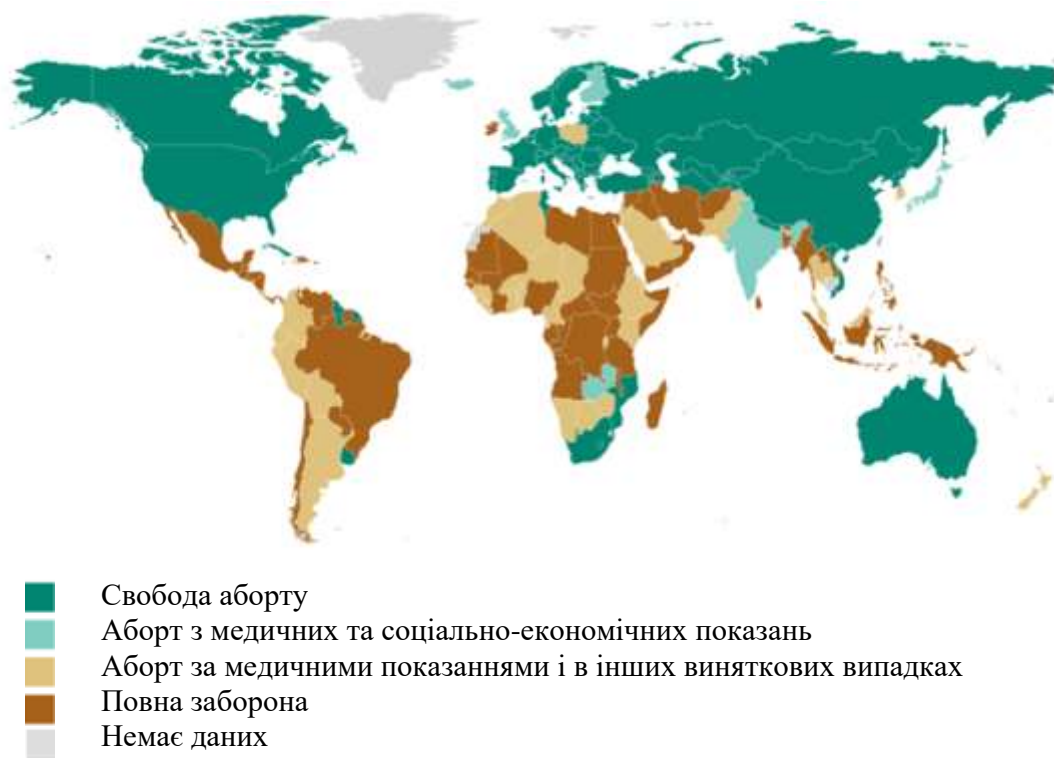 Свобода аборту
Аборт з медичних та соціально-економічних показань
Аборт за медичними показаннями і в інших виняткових випадках
Повна заборона
Немає даних